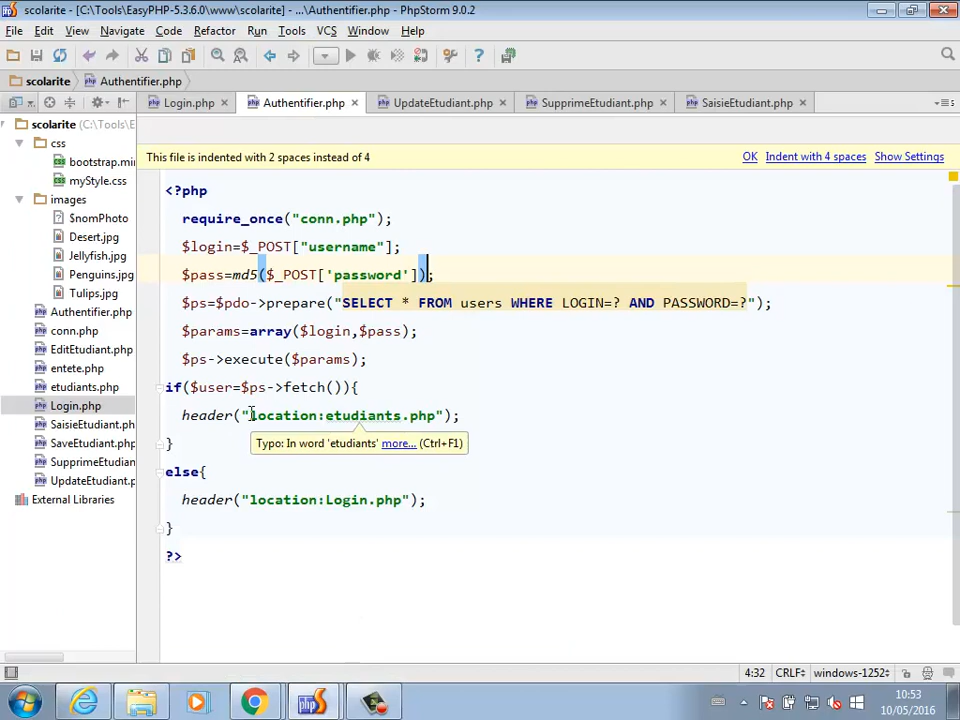 scolarite - [C:\Tools\EasyPHP-5.3.6.0\www\scolarite] - ...\Authentifier.php - PhpStorm 9.0.2
File Edit View Navigate Code Refactor Run Tools VCS Window Help
scolarite Authentifier.php
Login.php Authentifier.php UpdateEtudiant.php SupprimeEtudiant.php SaisieEtudiant.php
scolarite (C:\Tools\E
css
bootstrap.mi
myStyle.css
images
$nomPhoto
Desert.jpg
Jellyfish.jpg
Penguins.jpg
Tulips.jpg
Authentifier.php
conn.php
EditEtudiant.php
entete.php
etudiants.php
Login.php
SaisieEtudiant.
SaveEtudiant.p
SupprimeEtudi
UpdateEtudiant.p
External Libraries
This file is indented with 2 spaces instead of 4 OK Indent with 4 spaces Show Settings
<?php
require_once("conn.php");
$login=$_POST["username"];
$pass=md5($_POST['password']);
$ps=$pdo->prepare("SELECT * FROM users WHERE LOGIN=? AND PASSWORD=?");
$params=array($login,$pass);
$ps->execute($params);
if($user=$ps->fetch()){
header("location:etudiants.php");
Typo: In word 'etudiants' more... (Ctrl+F1)
}
else{
header("location:Login.php");
}
?>
4:32 CRLF÷ windows-1252÷
10:53
10/05/2016